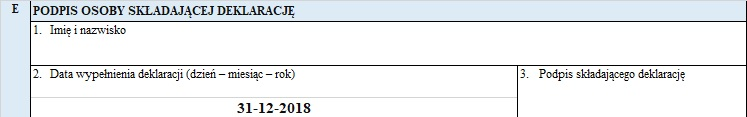 E PODPIS OSOBY SKLADAJĄCEJ DEKLARACJĘ
1. Imię i nazwisko
2. Data wypełnienia deklaracji (dzień – miesiąc – rok) 3. Podpis składającego deklarację
31-12-2018